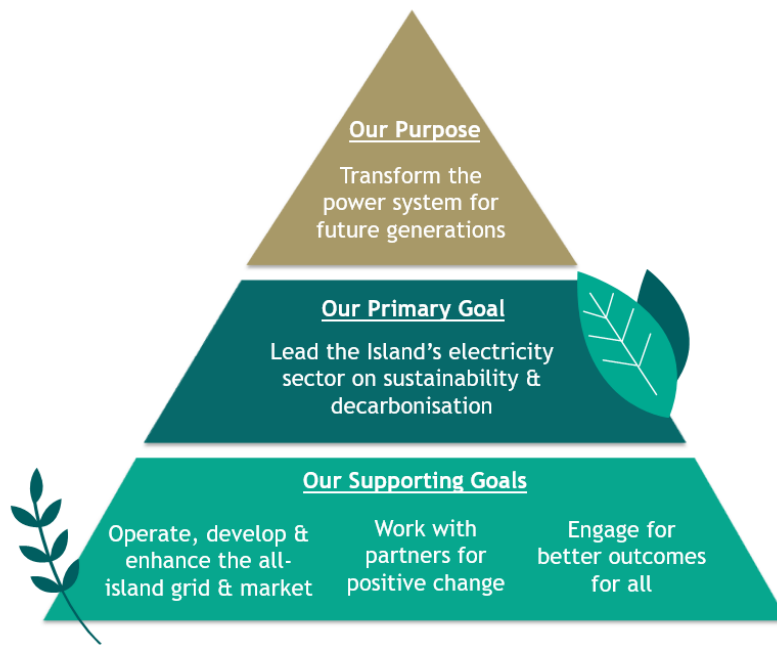 Our Purpose
Transform the
power system for
future generations
Our Primary Goal
Lead the Island's electricity
sector on sustainability &
decarbonisation
Our Supporting Goals
Operate, develop &
enhance the all-
island grid & market
Work with
partners for
positive change
Engage for
better outcomes
for all